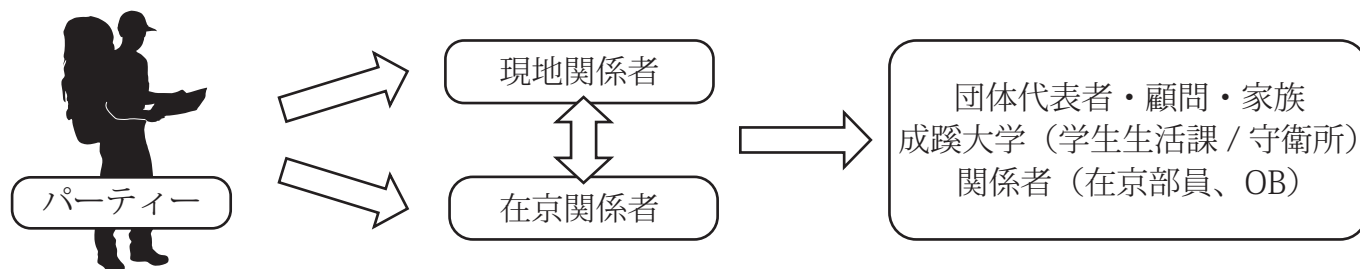 パーティー
現地関係者
在京関係者
団体代表者・顧問・家族
成蹊大学（学生生活課 / 守衛所）
関係者（在京部員、OB）